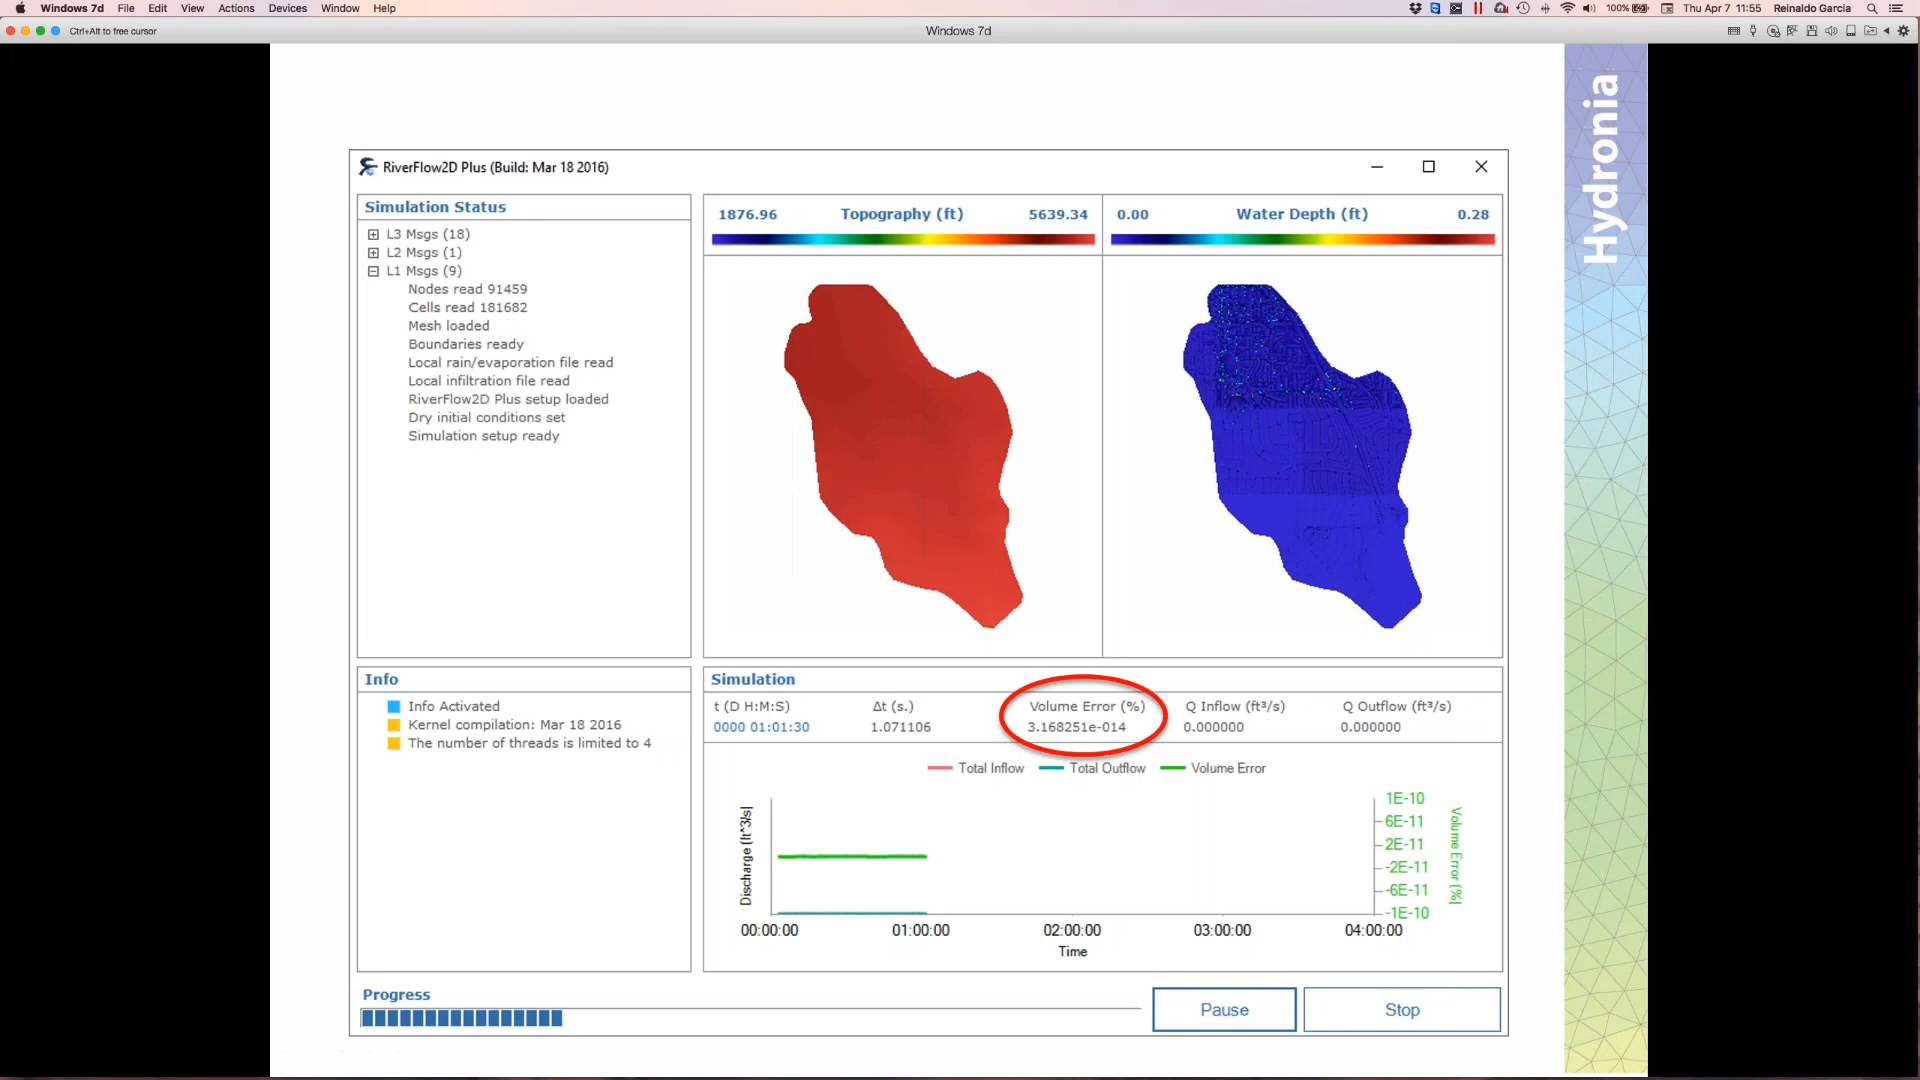 Windows 7d File Edit View Actions Devices Window Help
100% Thu Apr 7 11:55 Reinaldo Garcia
Ctrl+Alt to free cursor
Windows 7d
Hydronia
RiverFlow2D Plus (Build: Mar 18 2016)
Simulation Status
L3 Msgs (18)
L2 Msgs (1)
L1 Msgs (9)
Nodes read 91459
Cells read 181682
Mesh loaded
Boundaries ready
Local rain/evaporation file read
Local infiltration file read
RiverFlow2D Plus setup loaded
Dry initial conditions set
Simulation setup ready
1876.96 Topography (ft) 5639.34
0.00 Water Depth (ft) 0.28
Info
Info Activated
Kernel compilation: Mar 18 2016
The number of threads is limited to 4
Simulation
t (D H:M:S) Δt (s.) Volume Error (%) Q Inflow (ft³/s) Q Outflow (ft³/s)
0000 01:01:30 1.071106 3.168251e-014 0.000000 0.000000
Total Inflow Total Outflow Volume Error
Discharge (ft^3/s)
1E-10
6E-11
2E-11
-2E-11
-6E-11
-1E-10
Volume Error (%)
00:00:00 01:00:00 02:00:00 03:00:00 04:00:00
Time
Progress
Pause
Stop